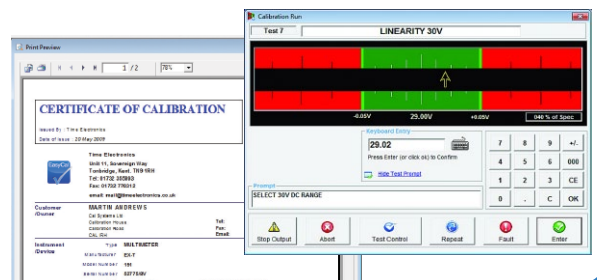 Print Preview
1 / 2
70%
CERTIFICATE OF CALIBRATION
Issued By : Time Electronics
Date of Issue : 20 May 2009
EasyCal
Time Electronics
Unit 11, Sovereign Way
Tonbridge, Kent. TN9 1RH
Tel: 01732 355993
Fax: 01732 770312
email: mail@timeelectronics.co.uk
Customer /Owner
MARTIN ANDREWS
Cal Systems Ltd
Calibration House
Calibration Road
CAL RH
Tel:
Fax:
Email
Instrument /Device
Type MULTIMETER
Manufacturer EX-T
Model Number 191
Serial Number
Calibration Run
Test 7
LINEARITY 30V
-0.05V 29.00V +0.05V
040 % of Spec
Keyboard Entry
29.02
Press Enter (or click ok) to Confirm
Hide Test Prompt
Prompt
SELECT 30V DC RANGE
7 8 9 +/-
4 5 6 000
1 2 3 CE
0 . C OK
Stop Output
Abort
Test Control
Repeat
Fault
Enter